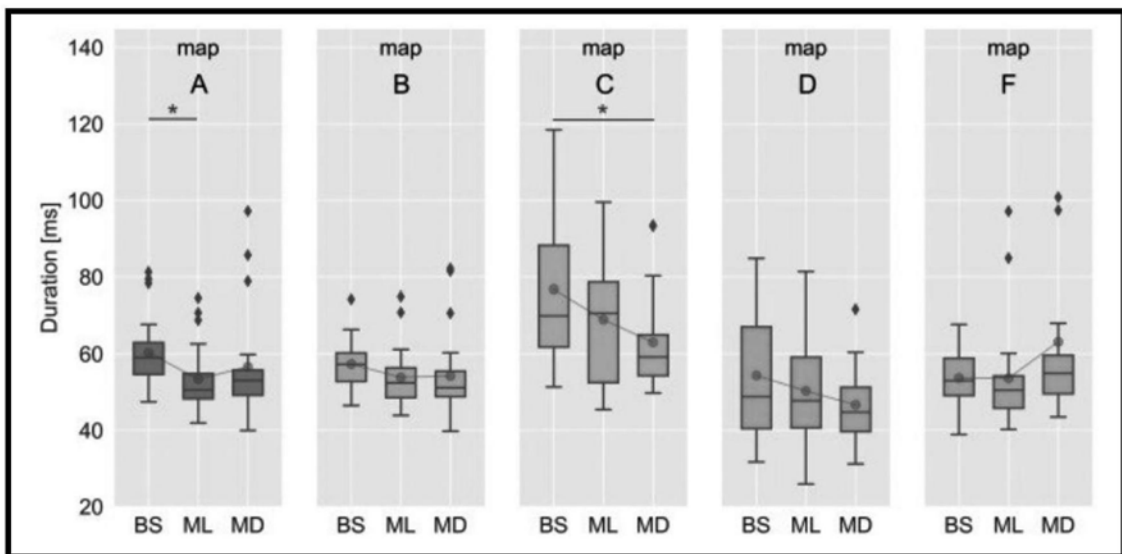 140
120
100
80
60
40
20
Duration [ms]
map
A
*
BS ML MD
map
B
BS ML MD
map
C
*
BS ML MD
map
D
BS ML MD
map
F
BS ML MD